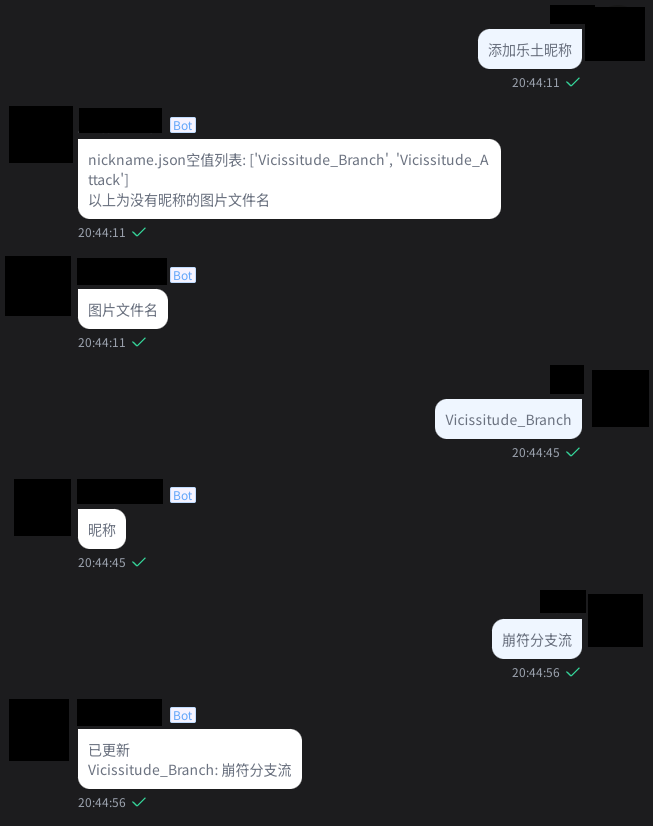 添加乐土昵称
20:44:11
Bot
nickname.json空值列表: ['Vicissitude_Branch', 'Vicissitude_A
ttack']
以上为没有昵称的图片文件名
20:44:11
Bot
图片文件名
20:44:11
Vicissitude_Branch
20:44:45
Bot
昵称
20:44:45
崩符分支流
20:44:56
Bot
已更新
Vicissitude_Branch: 崩符分支流
20:44:56